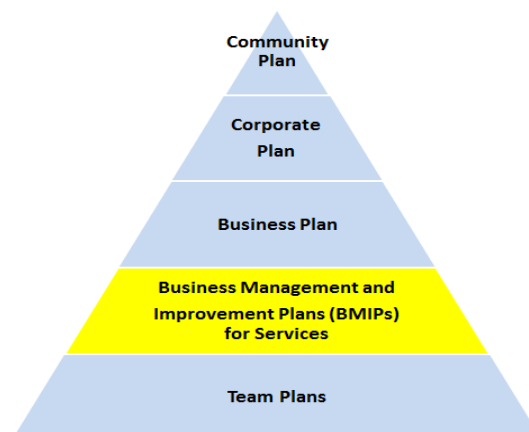 Community
Plan
Corporate
Plan
Business Plan
Business Management and
Improvement Plans (BMIPs)
for Services
Team Plans